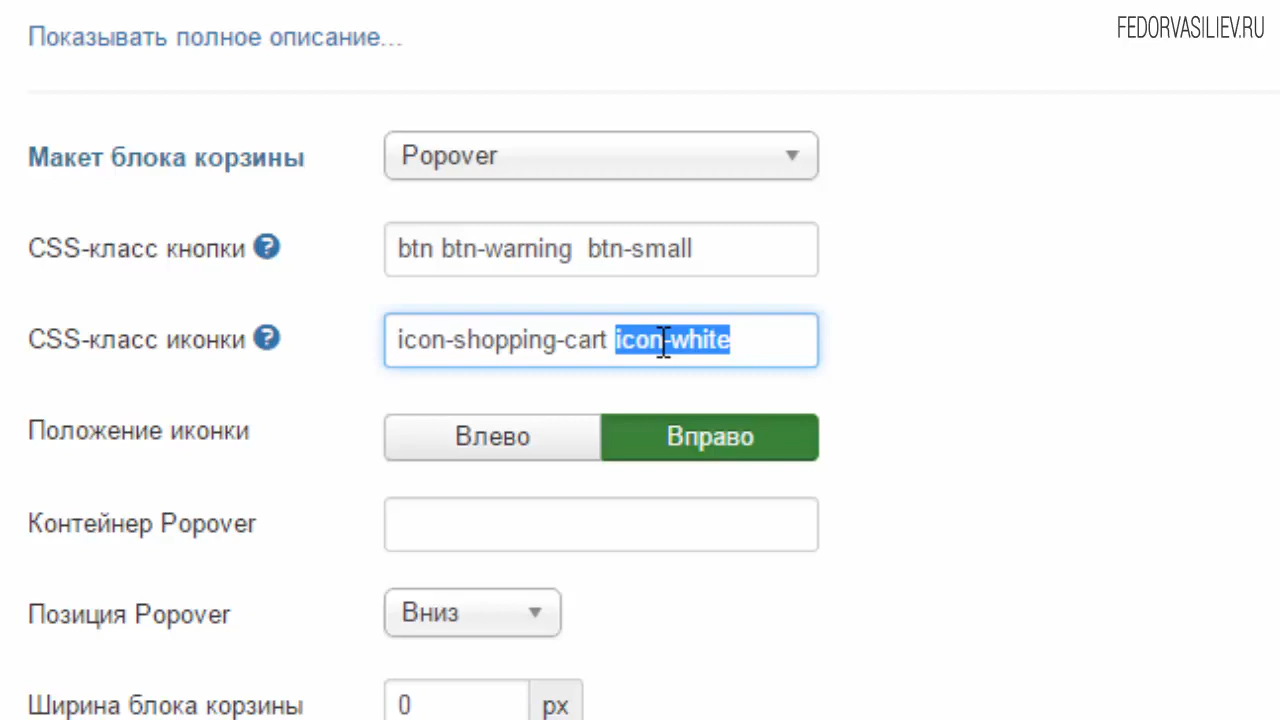 FEDORVASILIEV.RU
Показывать полное описание...
Макет блока корзины Popover
CSS-класс кнопки ? btn btn-warning  btn-small
CSS-класс иконки ? icon-shopping-cart icon-white
Положение иконки Влево Вправо
Контейнер Popover
Позиция Popover Вниз
Ширина блока корзины 0 px